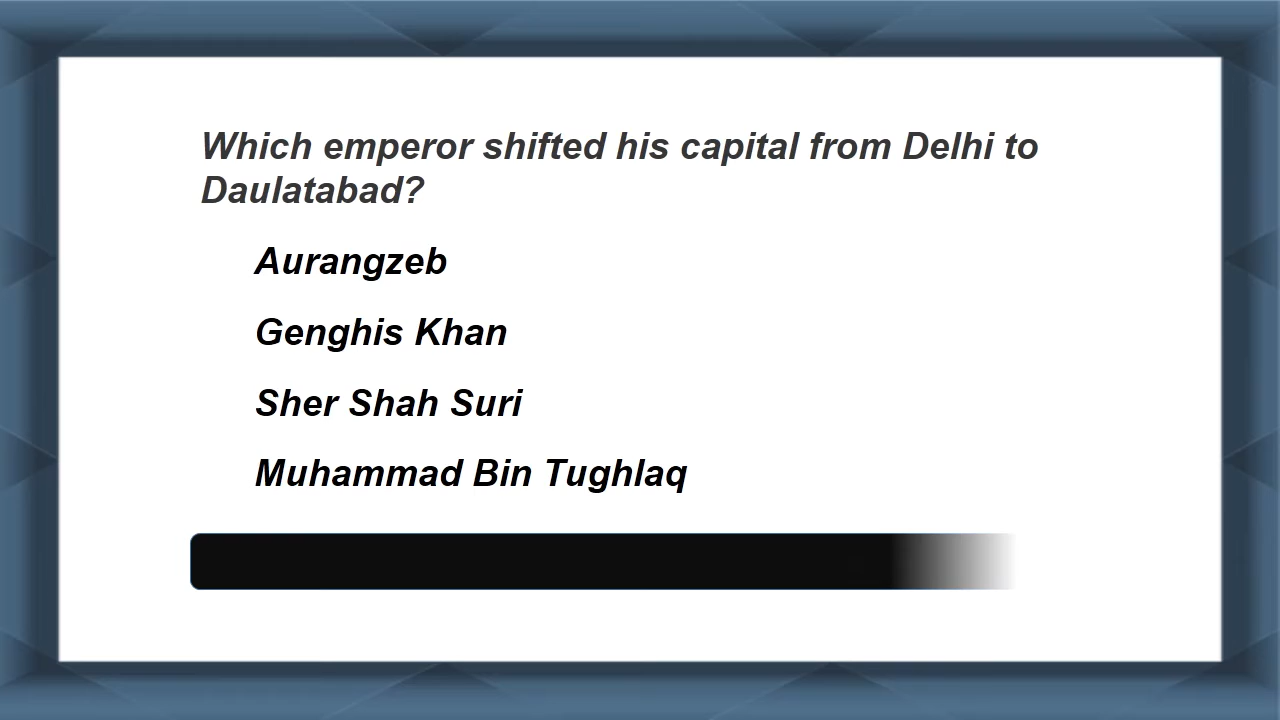 Which emperor shifted his capital from Delhi to
Daulatabad?
Aurangzeb
Genghis Khan
Sher Shah Suri
Muhammad Bin Tughlaq